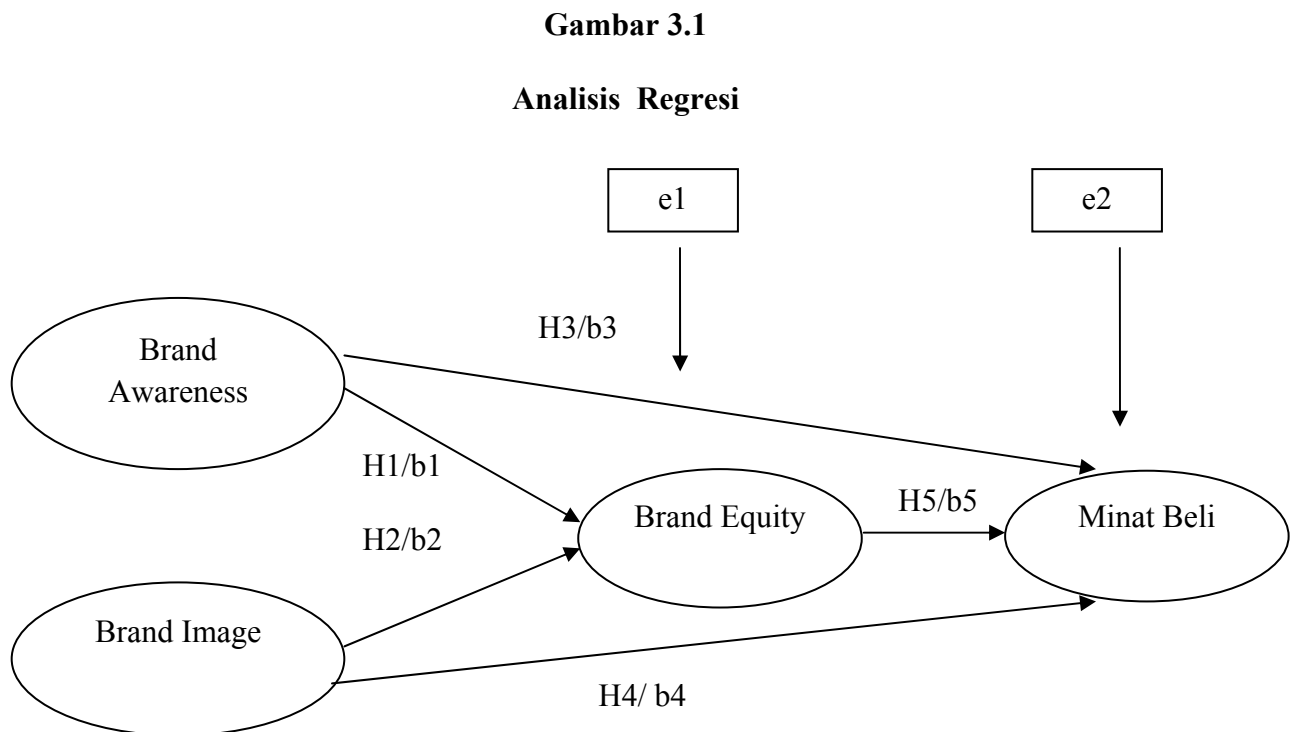 Gambar 3.1
Analisis Regresi
e1
e2
H3/b3
Brand
Awareness
H1/b1
H5/b5
Brand Equity
Minat Beli
H2/b2
Brand Image
H4/ b4